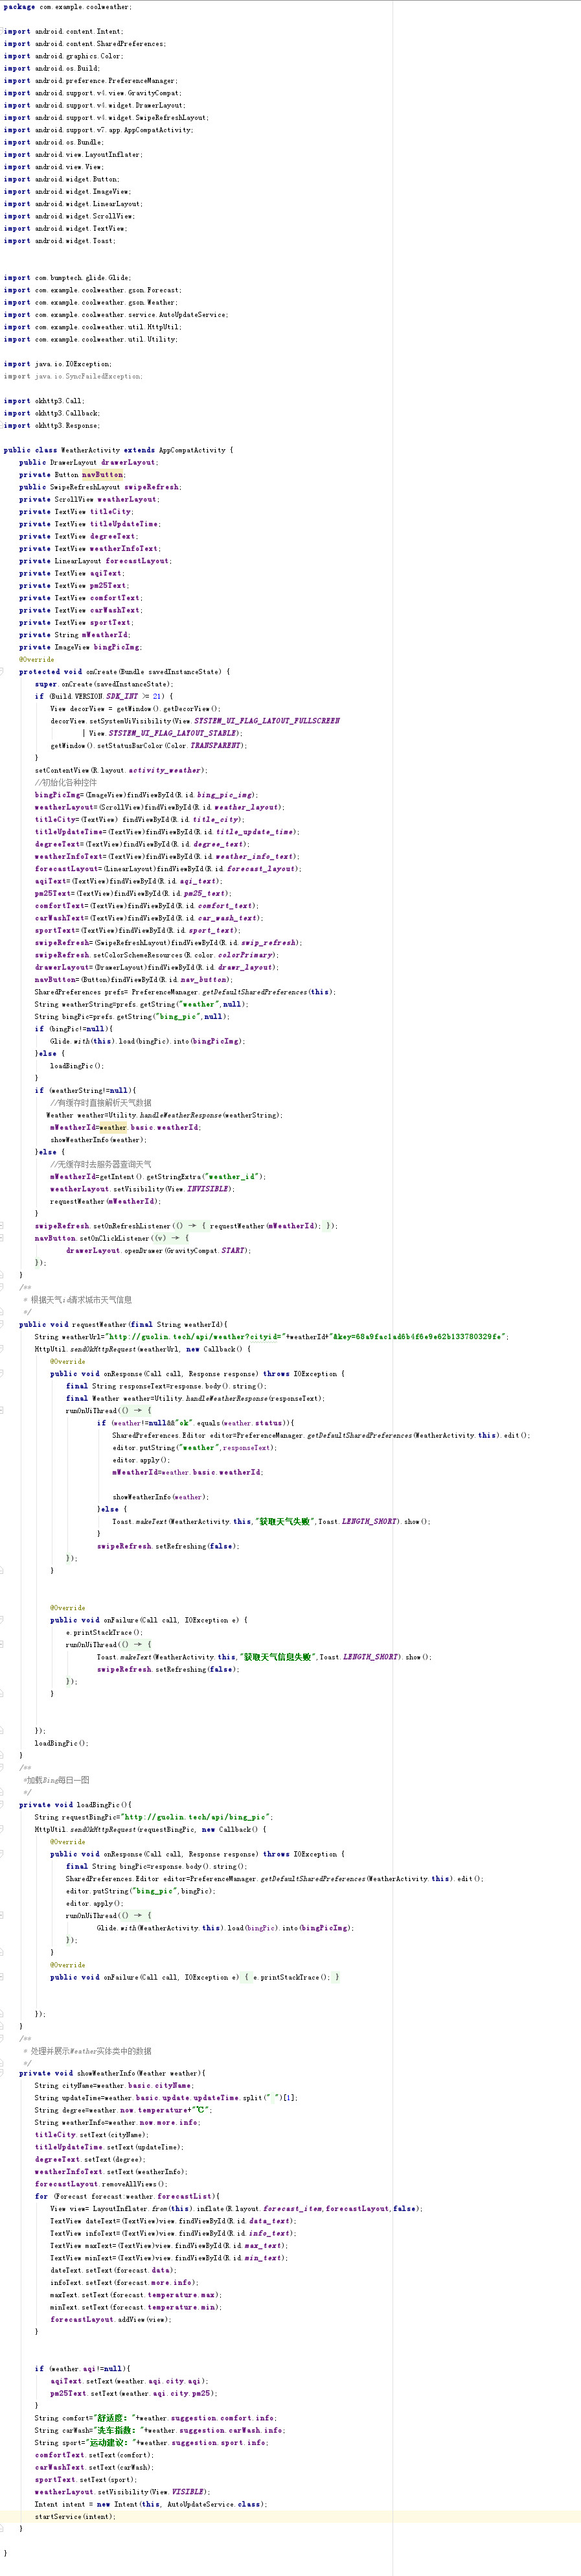 package com.example.coolweather;
import android.content.Intent;
import android.content.SharedPreferences;
import android.graphics.Color;
import android.os.Build;
import android.preference.PreferenceManager;
import android.support.v4.view.GravityCompat;
import android.support.v4.widget.DrawerLayout;
import android.support.v4.widget.SwipeRefreshLayout;
import android.support.v7.app.AppCompatActivity;
import android.os.Bundle;
import android.view.LayoutInflater;
import android.view.View;
import android.widget.Button;
import android.widget.ImageView;
import android.widget.LinearLayout;
import android.widget.ScrollView;
import android.widget.TextView;
import android.widget.Toast;
import com.bumptech.glide.Glide;
import com.example.coolweather.gson.Forecast;
import com.example.coolweather.gson.Weather;
import com.example.coolweather.service.AutoUpdateService;
import com.example.coolweather.util.HttpUtil;
import com.example.coolweather.util.Utility;
import java.io.IOException;
import java.io.SyncFailedException;
import okhttp3.Call;
import okhttp3.Callback;
import okhttp3.Response;
public class WeatherActivity extends AppCompatActivity {
public DrawerLayout drawerLayout;
private Button navButton;
public SwipeRefreshLayout swipeRefresh;
private ScrollView weatherLayout;
private TextView titleCity;
private TextView titleUpdateTime;
private TextView degreeText;
private TextView weatherInfoText;
private LinearLayout forecastLayout;
private TextView aqiText;
private TextView pm25Text;
private TextView comfortText;
private TextView carWashText;
private TextView sportText;
private String mWeatherId;
private ImageView bingPicImg;
@Override
protected void onCreate(Bundle savedInstanceState) {
super.onCreate(savedInstanceState);
if (Build.VERSION.SDK_INT >= 21) {
View decorView = getWindow().getDecorView();
decorView.setSystemUiVisibility(View.SYSTEM_UI_FLAG_LAYOUT_FULLSCREEN
| View.SYSTEM_UI_FLAG_LAYOUT_STABLE);
getWindow().setStatusBarColor(Color.TRANSPARENT);
}
setContentView(R.layout.activity_weather);
//初始化各种控件
bingPicImg=(ImageView)findViewById(R.id.bing_pic_img);
weatherLayout=(ScrollView)findViewById(R.id.weather_layout);
titleCity=(TextView) findViewById(R.id.title_city);
titleUpdateTime=(TextView)findViewById(R.id.title_update_time);
degreeText=(TextView)findViewById(R.id.degree_text);
weatherInfoText=(TextView)findViewById(R.id.weather_info_text);
forecastLayout=(LinearLayout)findViewById(R.id.forecast_layout);
aqiText=(TextView)findViewById(R.id.aqi_text);
pm25Text=(TextView)findViewById(R.id.pm25_text);
comfortText=(TextView)findViewById(R.id.comfort_text);
carWashText=(TextView)findViewById(R.id.car_wash_text);
sportText=(TextView)findViewById(R.id.sport_text);
swipeRefresh=(SwipeRefreshLayout)findViewById(R.id.swip_refresh);
swipeRefresh.setColorSchemeResources(R.color.colorPrimary);
drawerLayout=(DrawerLayout)findViewById(R.id.drawr_layout);
navButton=(Button)findViewById(R.id.nav_button);
SharedPreferences prefs= PreferenceManager.getDefaultSharedPreferences(this);
String weatherString=prefs.getString("weather",null);
String bingPic=prefs.getString("bing_pic",null);
if (bingPic!=null){
Glide.with(this).load(bingPic).into(bingPicImg);
}else {
loadBingPic();
}
if (weatherString!=null){
//有缓存时直接解析天气数据
Weather weather=Utility.handleWeatherResponse(weatherString);
mWeatherId=weather.basic.weatherId;
showWeatherInfo(weather);
}else {
//无缓存时去服务器查询天气
mWeatherId=getIntent().getStringExtra("weather_id");
weatherLayout.setVisibility(View.INVISIBLE);
requestWeather(mWeatherId);
}
swipeRefresh.setOnRefreshListener(() → { requestWeather(mWeatherId); });
navButton.setOnClickListener((v) → {
drawerLayout.openDrawer(GravityCompat.START);
});
}
/**
* 根据天气id请求城市天气信息
*/
public void requestWeather(final String weatherId){
String weatherUrl="http://guolin.tech/api/weather?cityid="+weatherId+"&key=68a9fac1ad6b4f6e9e62b133780329fe";
HttpUtil.sendOkHttpRequest(weatherUrl, new Callback() {
@Override
public void onResponse(Call call, Response response) throws IOException {
final String responseText=response.body().string();
final Weather weather=Utility.handleWeatherResponse(responseText);
runOnUiThread(() → {
if (weather!=null&&"ok".equals(weather.status)){
SharedPreferences.Editor editor=PreferenceManager.getDefaultSharedPreferences(WeatherActivity.this).edit();
editor.putString("weather",responseText);
editor.apply();
mWeatherId=weather.basic.weatherId;
showWeatherInfo(weather);
}else {
Toast.makeText(WeatherActivity.this,"获取天气失败",Toast.LENGTH_SHORT).show();
}
swipeRefresh.setRefreshing(false);
});
}
@Override
public void onFailure(Call call, IOException e) {
e.printStackTrace();
runOnUiThread(() → {
Toast.makeText(WeatherActivity.this,"获取天气信息失败",Toast.LENGTH_SHORT).show();
swipeRefresh.setRefreshing(false);
});
}
});
loadBingPic();
}
/**
*加载Bing每日一图
*/
private void loadBingPic(){
String requestBingPic="http://guolin.tech/api/bing_pic";
HttpUtil.sendOkHttpRequest(requestBingPic, new Callback() {
@Override
public void onResponse(Call call, Response response) throws IOException {
final String bingPic=response.body().string();
SharedPreferences.Editor editor=PreferenceManager.getDefaultSharedPreferences(WeatherActivity.this).edit();
editor.putString("bing_pic",bingPic);
editor.apply();
runOnUiThread(() → {
Glide.with(WeatherActivity.this).load(bingPic).into(bingPicImg);
});
}
@Override
public void onFailure(Call call, IOException e) { e.printStackTrace(); }
});
}
/**
* 处理并展示Weather实体类中的数据
*/
private void showWeatherInfo(Weather weather){
String cityName=weather.basic.cityName;
String updateTime=weather.basic.update.updateTime.split(" ")[1];
String degree=weather.now.temperature+"℃";
String weatherInfo=weather.now.more.info;
titleCity.setText(cityName);
titleUpdateTime.setText(updateTime);
degreeText.setText(degree);
weatherInfoText.setText(weatherInfo);
forecastLayout.removeAllViews();
for (Forecast forecast:weather.forecastList){
View view= LayoutInflater.from(this).inflate(R.layout.forecast_item,forecastLayout,false);
TextView dateText=(TextView)view.findViewById(R.id.data_text);
TextView infoText=(TextView)view.findViewById(R.id.info_text);
TextView maxText=(TextView)view.findViewById(R.id.max_text);
TextView minText=(TextView)view.findViewById(R.id.min_text);
dateText.setText(forecast.data);
infoText.setText(forecast.more.info);
maxText.setText(forecast.temperature.max);
minText.setText(forecast.temperature.min);
forecastLayout.addView(view);
}
if (weather.aqi!=null){
aqiText.setText(weather.aqi.city.aqi);
pm25Text.setText(weather.aqi.city.pm25);
}
String comfort="舒适度："+weather.suggestion.comfort.info;
String carWash="洗车指数："+weather.suggestion.carWash.info;
String sport="运动建议："+weather.suggestion.sport.info;
comfortText.setText(comfort);
carWashText.setText(carWash);
sportText.setText(sport);
weatherLayout.setVisibility(View.VISIBLE);
Intent intent = new Intent(this, AutoUpdateService.class);
startService(intent);
}
}